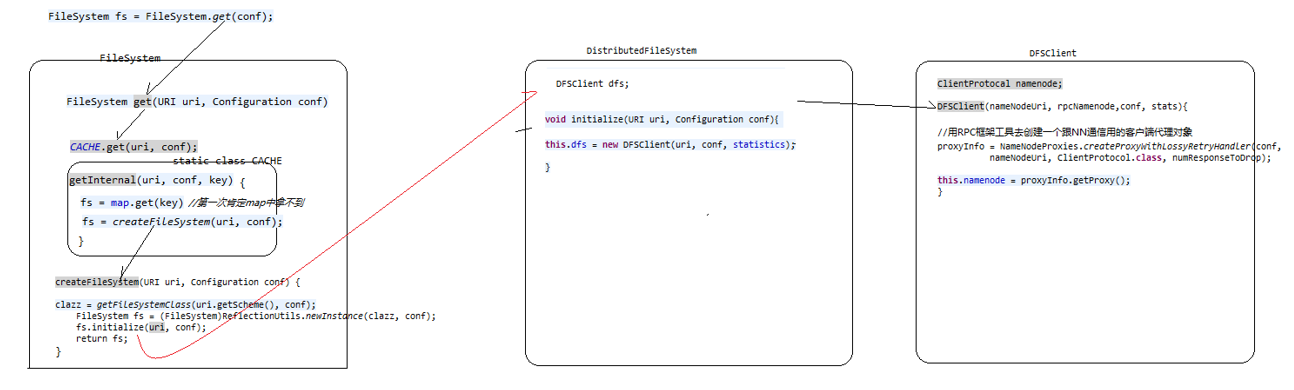 FileSystem fs = FileSystem.get(conf);
FileSystem
FileSystem get(URI uri, Configuration conf)
CACHE.get(uri, conf);
static class CACHE
getInternal(uri, conf, key) {
fs = map.get(key) //第一次肯定map中拿不到
fs = createFileSystem(uri, conf);
}
createFileSystem(URI uri, Configuration conf) {
clazz = getFileSystemClass(uri.getScheme(), conf);
FileSystem fs = (FileSystem)ReflectionUtils.newInstance(clazz, conf);
fs.initialize(uri, conf);
return fs;
}
DistributedFileSystem
DFSClient dfs;
void initialize(URI uri, Configuration conf){
this.dfs = new DFSClient(uri, conf, statistics);
}
DFSClient
ClientProtocal namenode;
DFSClient(nameNodeUri, rpcNamenode,conf, stats){
//用RPC框架工具去创建一个跟NN通信用的客户端代理对象
proxyInfo = NameNodeProxies.createProxyWithLossyRetryHandler(conf,
nameNodeUri, ClientProtocol.class, numResponseToDrop);
this.namenode = proxyInfo.getProxy();
}